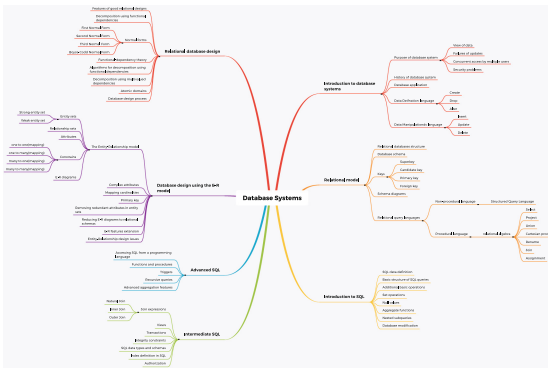 Database Systems
Relational database design
Features of good relational designs
Decomposition using functional
dependencies
Normal forms
First Normal Form
Second Normal Form
Third Normal Form
Boyce-Codd Normal Form
Functional-dependency theory
Algorithms for decomposition using
functional dependencies
Decomposition using multivalued
dependencies
Atomic domains
Database design process
Database design using the E-R
model
The Entity-Relationship model
Entity sets
Strong entity set
Weak entity set
Relationship sets
Attributes
Constrains
one to one(mapping)
one to many(mapping)
many to one(mapping)
many to many(mapping)
E-R diagrams
Complex attributes
Mapping cardinalities
Primary key
Removing redundant attributes in entity
sets
Reducing E-R diagrams to relational
schemas
E-R features extension
Entity-relationship design issues
Advanced SQL
Accessing SQL from a programming
language
Functions and procedures
Triggers
Recursive queries
Advanced aggregation features
Intermediate SQL
Join expressions
Natural Join
Inner Join
Outer Join
Views
Transactions
Integrity constraints
SQL data types and schemas
Index definition in SQL
Authorization
Introduction to database
systems
Purpose of database system
View of data
Failures of updates
Concurrent access by multiple users
Security problems
History of database system
Database application
Data Definition language
Create
Drop
Alter
Data Manipulations language
Insert
Update
Delete
Relational model
Relational databases structure
Database schema
Keys
Superkey
Candidate key
Primary key
Foreign key
Schema diagrams
Relational query languages
Non-procedural language
Structured Query Language
Procedural language
relational algebra
Select
Project
Union
Cartesian prod
Rename
Join
Assignment
Introduction to SQL
SQL data definition
Basic structure of SQL queries
Additional basic operations
Set operations
Null values
Aggregate functions
Nested subqueries
Database modification